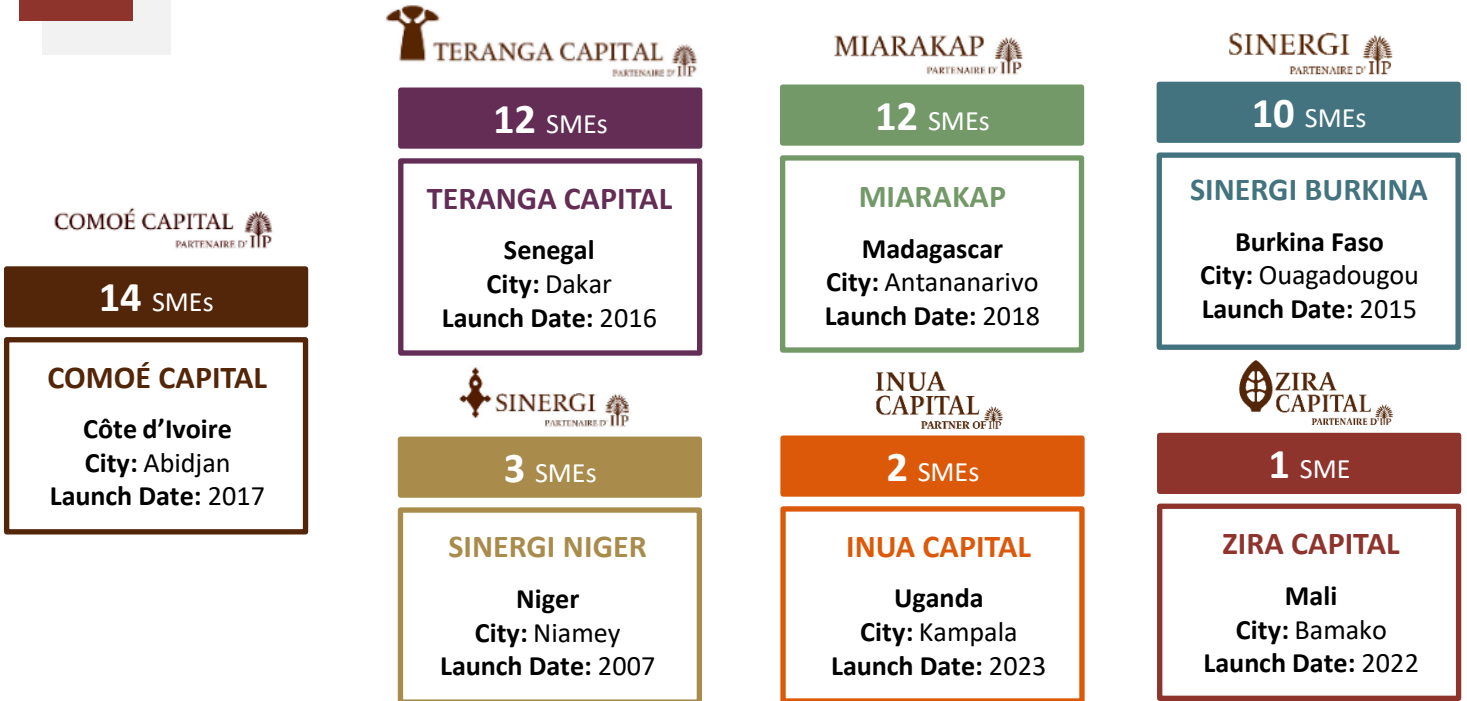 COMOÉ CAPITAL
PARTENAIRE D' IIP
14 SMEs
COMOÉ CAPITAL
Côte d’Ivoire
City: Abidjan
Launch Date: 2017
TERANGA CAPITAL
PARTENAIRE D' IIP
12 SMEs
TERANGA CAPITAL
Senegal
City: Dakar
Launch Date: 2016
MIARAKAP
PARTENAIRE D' IIP
12 SMEs
MIARAKAP
Madagascar
City: Antananarivo
Launch Date: 2018
SINERGI
PARTENAIRE D' IIP
10 SMEs
SINERGI BURKINA
Burkina Faso
City: Ouagadougou
Launch Date: 2015
SINERGI
PARTENAIRE D' IIP
3 SMEs
SINERGI NIGER
Niger
City: Niamey
Launch Date: 2007
INUA
CAPITAL
PARTNER OF IIP
2 SMEs
INUA CAPITAL
Uganda
City: Kampala
Launch Date: 2023
ZIRA
CAPITAL
PARTENAIRE D'IIP
1 SME
ZIRA CAPITAL
Mali
City: Bamako
Launch Date: 2022